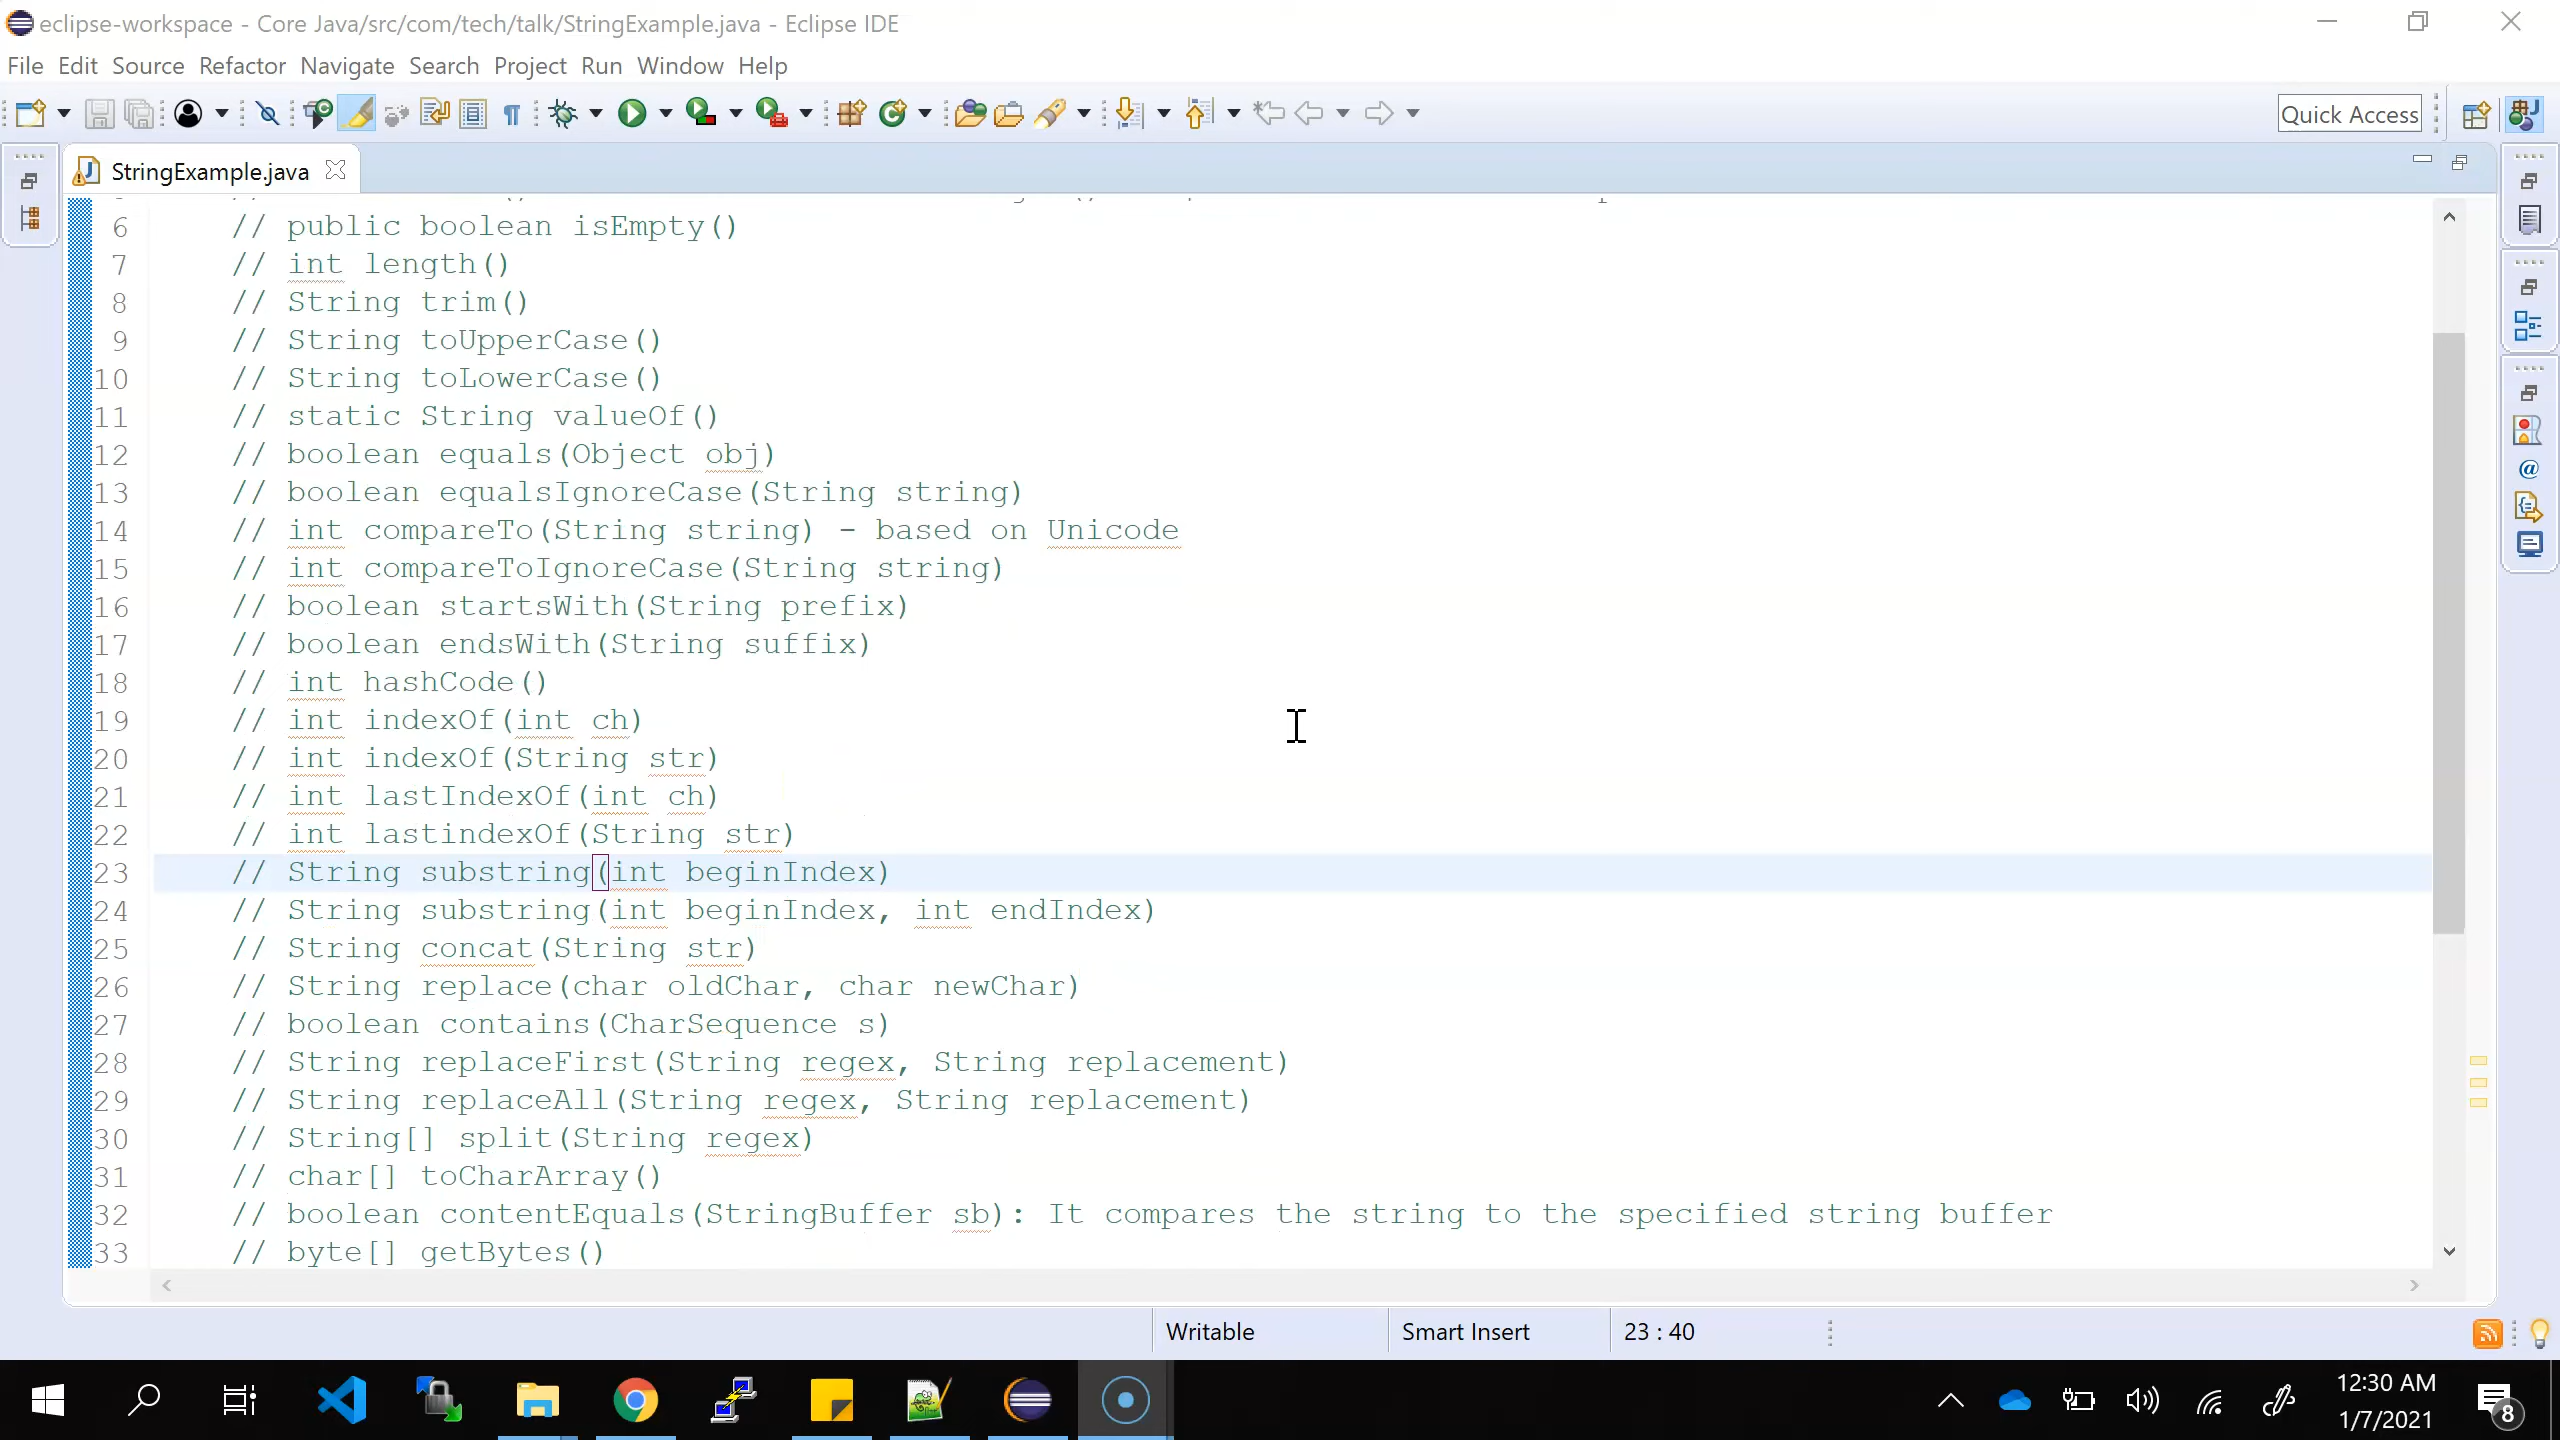 eclipse-workspace - Core Java/src/com/tech/talk/StringExample.java - Eclipse IDE
File Edit Source Refactor Navigate Search Project Run Window Help
Quick Access
StringExample.java
6 // public boolean isEmpty()
7 // int length()
8 // String trim()
9 // String toUpperCase()
10 // String toLowerCase()
11 // static String valueOf()
12 // boolean equals(Object obj)
13 // boolean equalsIgnoreCase(String string)
14 // int compareTo(String string) - based on Unicode
15 // int compareToIgnoreCase(String string)
16 // boolean startsWith(String prefix)
17 // boolean endsWith(String suffix)
18 // int hashCode()
19 // int indexOf(int ch)
20 // int indexOf(String str)
21 // int lastIndexOf(int ch)
22 // int lastindexOf(String str)
23 // String substring(int beginIndex)
24 // String substring(int beginIndex, int endIndex)
25 // String concat(String str)
26 // String replace(char oldChar, char newChar)
27 // boolean contains(CharSequence s)
28 // String replaceFirst(String regex, String replacement)
29 // String replaceAll(String regex, String replacement)
30 // String[] split(String regex)
31 // char[] toCharArray()
32 // boolean contentEquals(StringBuffer sb): It compares the string to the specified string buffer
33 // byte[] getBytes()
Writable Smart Insert 23 : 40
12:30 AM
1/7/2021
8